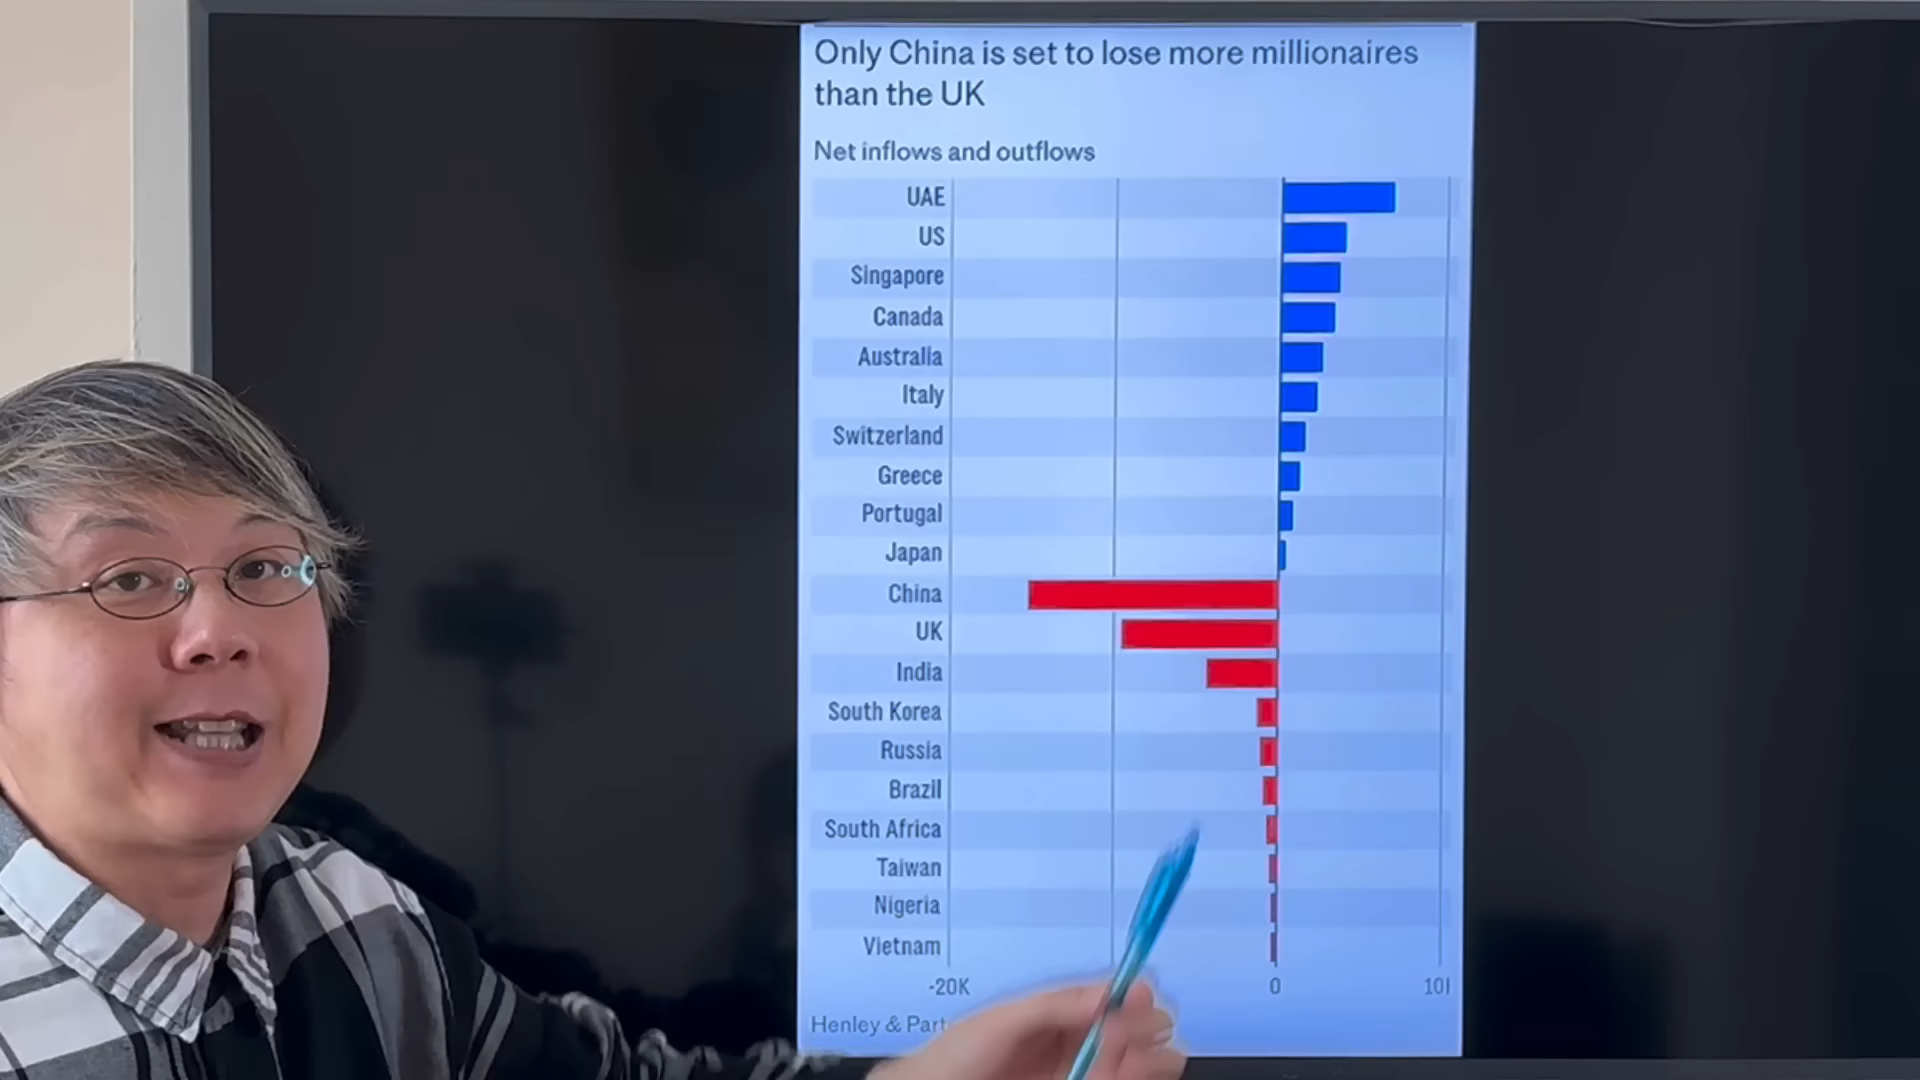 Only China is set to lose more millionaires
than the UK
Net inflows and outflows
UAE
US
Singapore
Canada
Australia
Italy
Switzerland
Greece
Portugal
Japan
China
UK
India
South Korea
Russia
Brazil
South Africa
Taiwan
Nigeria
Vietnam
-20K 0
Henley &